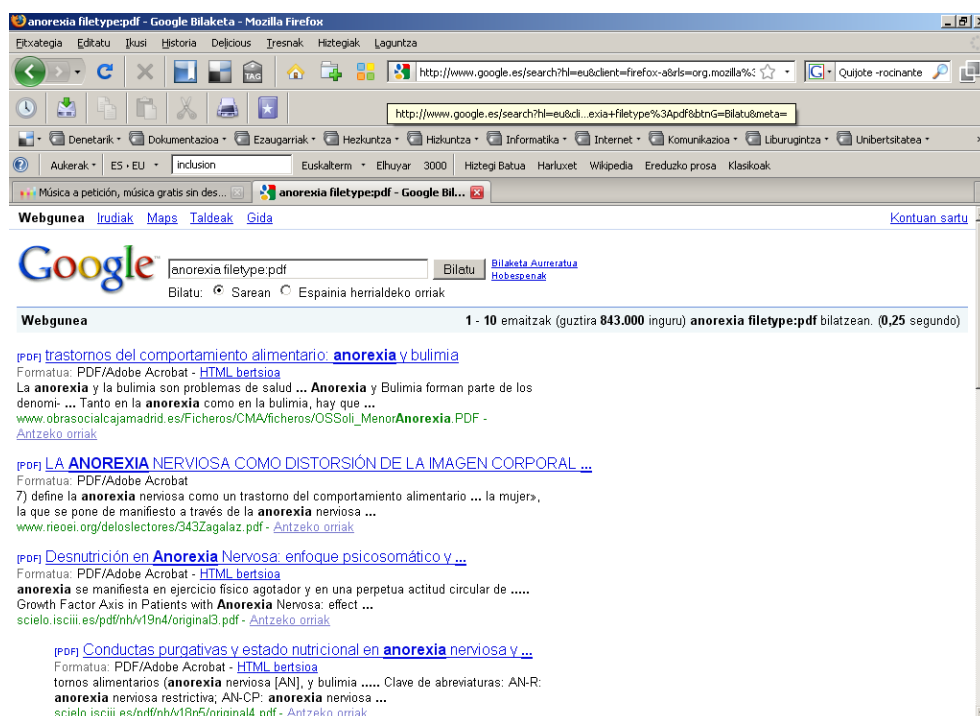 anorexia filetype:pdf - Google Bilaketa - Mozilla Firefox
Fitxategia Editatu Ikusi Historia Delicious Tresnak Hiztegiak Laguntza
TAG http://www.google.es/search?hl=eu&client=firefox-a&rls=org.mozilla%3 G Quijote -rocinante
http://www.google.es/search?hl=eu&cli...exia+filetype%3Apdf&btnG=Bilatu&meta=
Denetarik Dokumentazioa Ezaugarriak Hezkuntza Hizkuntza Informatika Internet Komunikazioa Liburugintza Unibertsitatea
Aukerak ES › EU inclusion Euskalterm Elhuyar 3000 Hiztegi Batua Harluxet Wikipedia Ereduzko prosa Klasikoak
Música a petición, música gratis sin des... anorexia filetype:pdf - Google Bil...
Webgunea Irudiak Maps Taldeak Gida Kontuan sartu
Google anorexia filetype:pdf Bilatu Bilaketa Aurreratua
Hobespenak
Bilatu: Sarean Espainia herrialdeko orriak
Webgunea 1 - 10 emaitzak (guztira 843.000 inguru) anorexia filetype:pdf bilatzean. (0,25 segundo)
[PDF] trastornos del comportamiento alimentario: anorexia y bulimia
Formatua: PDF/Adobe Acrobat - HTML bertsioa
La anorexia y la bulimia son problemas de salud ... Anorexia y Bulimia forman parte de los
denomi- ... Tanto en la anorexia como en la bulimia, hay que ...
www.obrasocialcajamadrid.es/Ficheros/CMA/ficheros/OSSoli_MenorAnorexia.PDF -
Antzeko orriak
[PDF] LA ANOREXIA NERVIOSA COMO DISTORSIÓN DE LA IMAGEN CORPORAL ...
Formatua: PDF/Adobe Acrobat
7) define la anorexia nerviosa como un trastorno del comportamiento alimentario ... la mujer»,
la que se pone de manifiesto a través de la anorexia nerviosa ...
www.rieoei.org/deloslectores/343Zagalaz.pdf - Antzeko orriak
[PDF] Desnutrición en Anorexia Nervosa: enfoque psicosomático y ...
Formatua: PDF/Adobe Acrobat - HTML bertsioa
anorexia se manifiesta en ejercicio físico agotador y en una perpetua actitud circular de .....
Growth Factor Axis in Patients with Anorexia Nervosa: effect ...
scielo.isciii.es/pdf/nh/v19n4/original3.pdf - Antzeko orriak
[PDF] Conductas purgativas y estado nutricional en anorexia nerviosa y ...
Formatua: PDF/Adobe Acrobat - HTML bertsioa
tornos alimentarios (anorexia nerviosa [AN], y bulimia ..... Clave de abreviaturas: AN-R:
anorexia nerviosa restrictiva; AN-CP: anorexia nerviosa ...
scielo.isciii.es/pdf/nh/v18n5/original4.pdf - Antzeko orriak